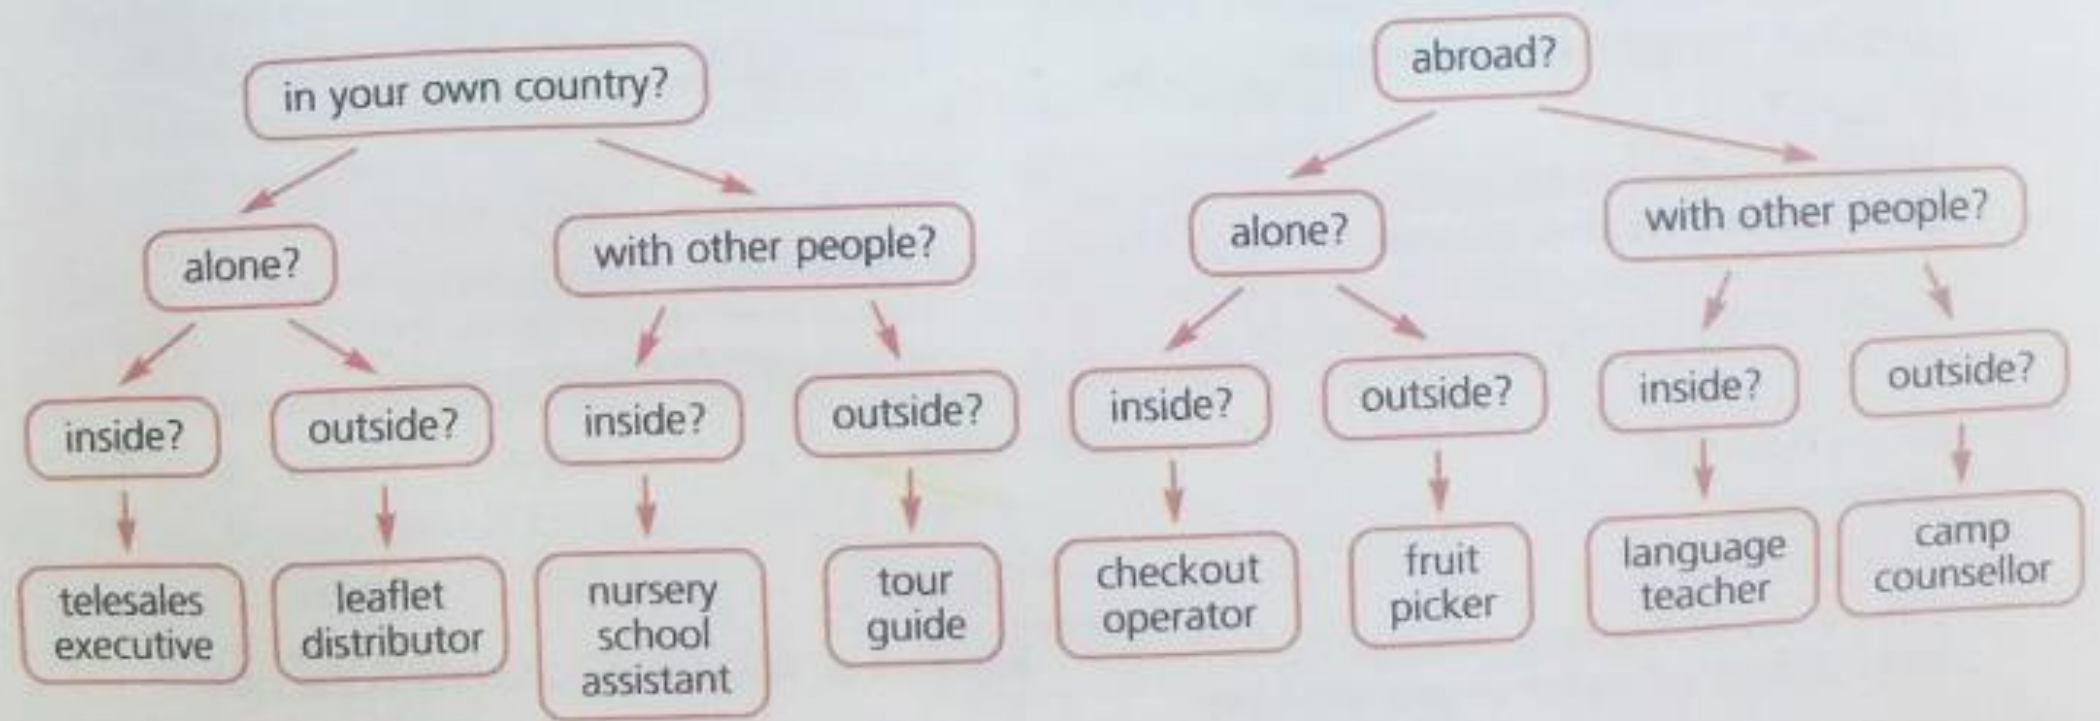 in your own country?
abroad?
alone?
with other people?
alone?
with other people?
inside?
outside?
inside?
outside?
inside?
outside?
inside?
outside?
telesales
executive
leaflet
distributor
nursery
school
assistant
tour
guide
checkout
operator
fruit
picker
language
teacher
camp
counsellor